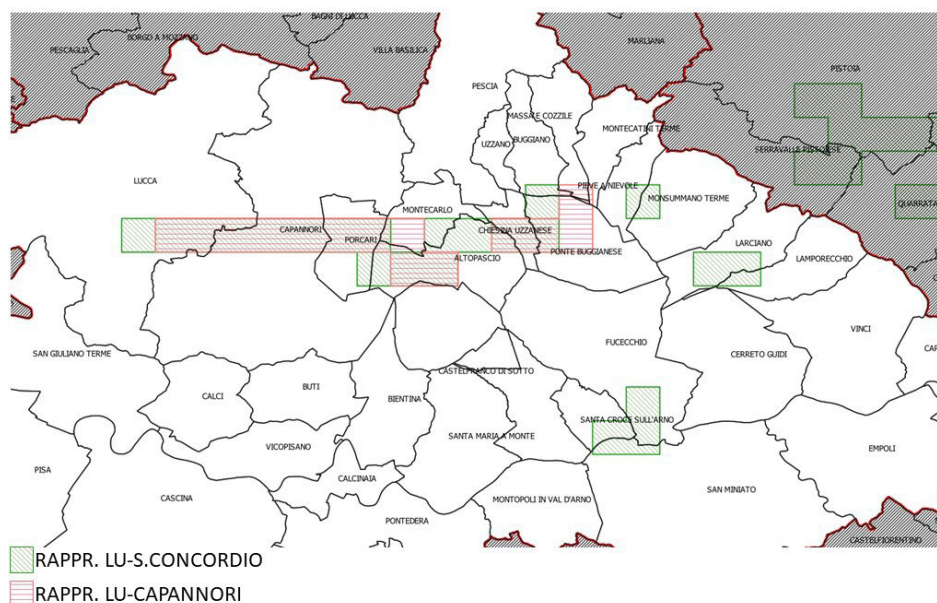 BAGNI DI LUCCA
BORGO A MOZZANO
PESCAGLIA
VILLA BASILICA
MARLIANA
PISTOIA
PESCIA
MASSA E COZZILE
BUGGIANO
UZZANO
MONTECATINI TERME
SERRAVALLE PISTOIESE
LUCCA
PIEVE A NIEVOLE
MONSUMMANO TERME
QUARRATA
MONTECARLO
CAPANNORI
PORCARI
CHIESINA UZZANESE
LARCIANO
PONTE BUGGIANESE
ALTOPASCIO
LAMPORECCHIO
SAN GIULIANO TERME
FUCECCHIO
CERRETO GUIDI
VINCI
CASTELFRANCO DI SOTTO
CALCI
BUTI
BIENTINA
SANTA CROCE SULL'ARNO
SANTA MARIA A MONTE
VICOPISANO
EMPOLI
PISA
CALCINAIA
CASCINA
MONTOPOLI IN VAL D'ARNO
SAN MINIATO
PONTEDERA
CASTELFIORENTINO
RAPPR. LU-S.CONCORDIO
RAPPR. LU-CAPANNORI